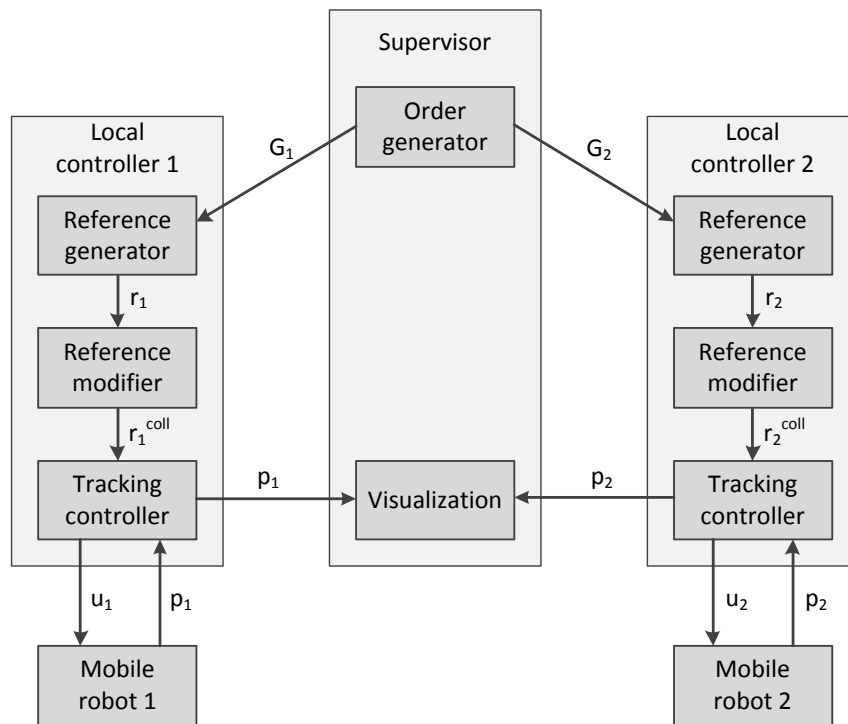 Supervisor
Order
generator
Local
controller 1
Local
controller 2
G₁
G₂
Reference
generator
Reference
generator
r₁
r₂
Reference
modifier
Reference
modifier
r₁ᶜᵒˡˡ
r₂ᶜᵒˡˡ
Tracking
controller
p₁
Visualization
p₂
Tracking
controller
u₁
p₁
u₂
p₂
Mobile
robot 1
Mobile
robot 2